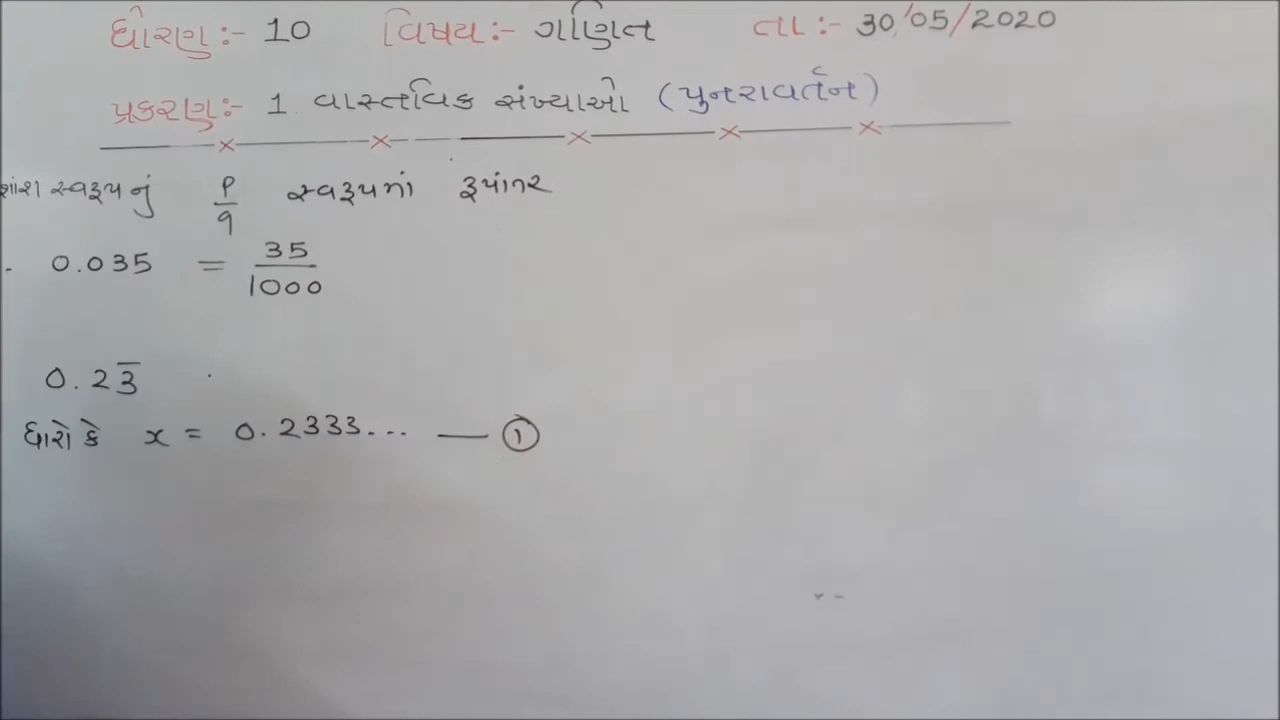 ધોરણ:- 10 વિષય:- ગણિત તા:- 30/05/2020
પ્રકરણ:- 1 વાસ્તવિક સંખ્યાઓ (પુનરાવર્તન)
સ્વરૂપનું p/q સ્વરૂપમાં રૂપાંતર
0.035 = 35/1000
0.23̅
ધારો કે x = 0.2333... — ①